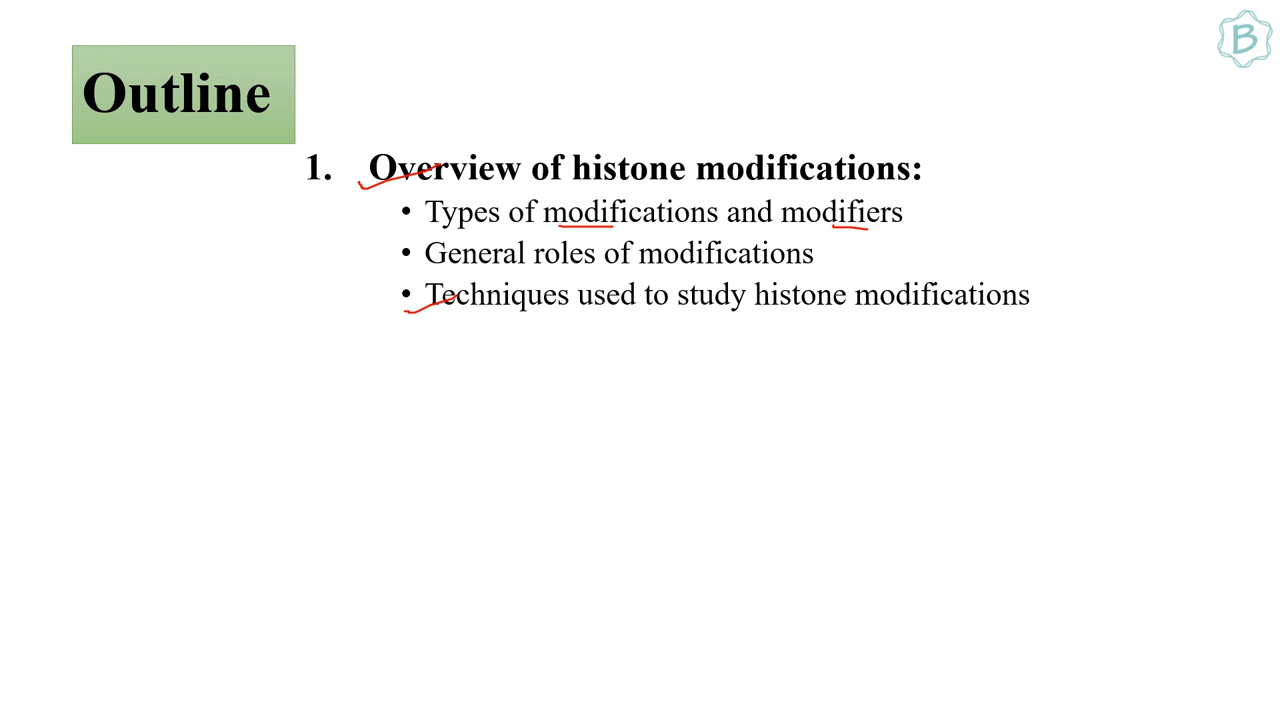 B
Outline
1. Overview of histone modifications:
• Types of modifications and modifiers
• General roles of modifications
• Techniques used to study histone modifications